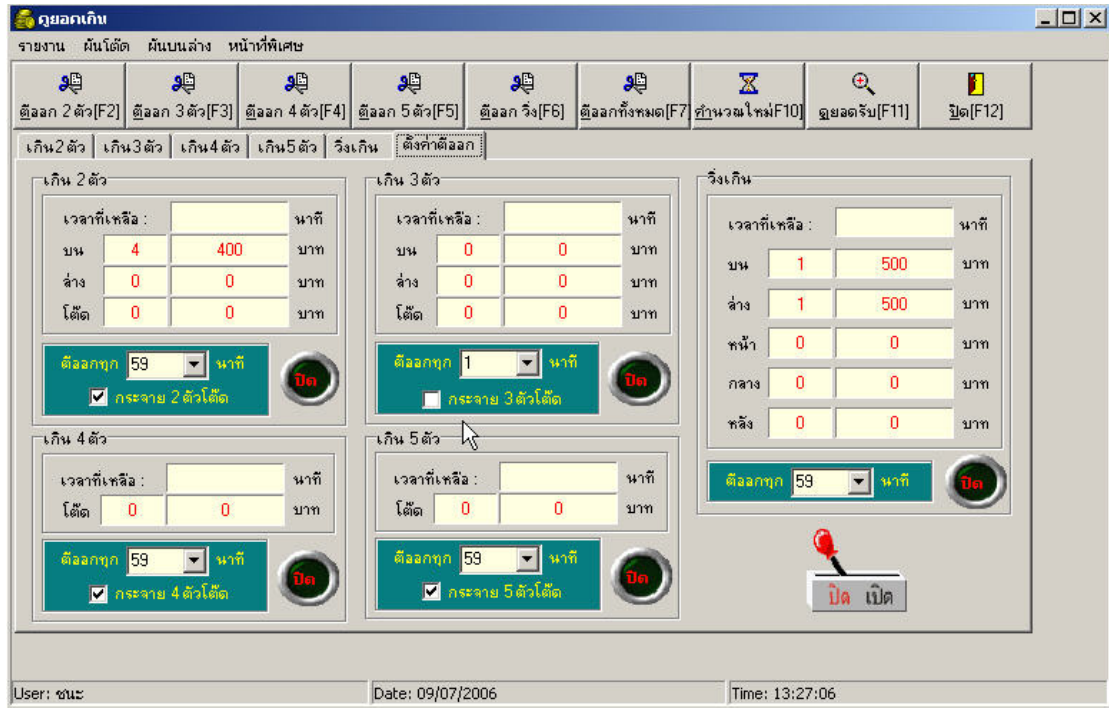 ดูยอดเกิน
รายงาน ผันโต๊ด ผันบนล่าง หน้าที่พิเศษ
ตีออก 2 ตัว[F2] ตีออก 3 ตัว[F3] ตีออก 4 ตัว[F4] ตีออก 5 ตัว[F5] ตีออก วิ่ง[F6] ตีออกทั้งหมด[F7] คำนวณใหม่F10] ดูยอดรับ[F11] ปิด[F12]
เกิน2 ตัว เกิน3 ตัว เกิน4 ตัว เกิน5 ตัว วิ่งเกิน ตั้งค่าตีออก
เกิน 2 ตัว
เวลาที่เหลือ : นาที
บน 4 400 บาท
ล่าง 0 0 บาท
โต๊ด 0 0 บาท
ตีออกทุก 59 นาที
กระจาย 2 ตัวโต๊ด
ปิด
เกิน 3 ตัว
เวลาที่เหลือ : นาที
บน 0 0 บาท
ล่าง 0 0 บาท
โต๊ด 0 0 บาท
ตีออกทุก 1 นาที
กระจาย 3 ตัวโต๊ด
ปิด
วิ่งเกิน
เวลาที่เหลือ : นาที
บน 1 500 บาท
ล่าง 1 500 บาท
หน้า 0 0 บาท
กลาง 0 0 บาท
หลัง 0 0 บาท
ตีออกทุก 59 นาที
ปิด
เกิน 4 ตัว
เวลาที่เหลือ : นาที
โต๊ด 0 0 บาท
ตีออกทุก 59 นาที
กระจาย 4 ตัวโต๊ด
ปิด
เกิน 5 ตัว
เวลาที่เหลือ : นาที
โต๊ด 0 0 บาท
ตีออกทุก 59 นาที
กระจาย 5 ตัวโต๊ด
ปิด
ปิด เปิด
User: ชนะ Date: 09/07/2006 Time: 13:27:06